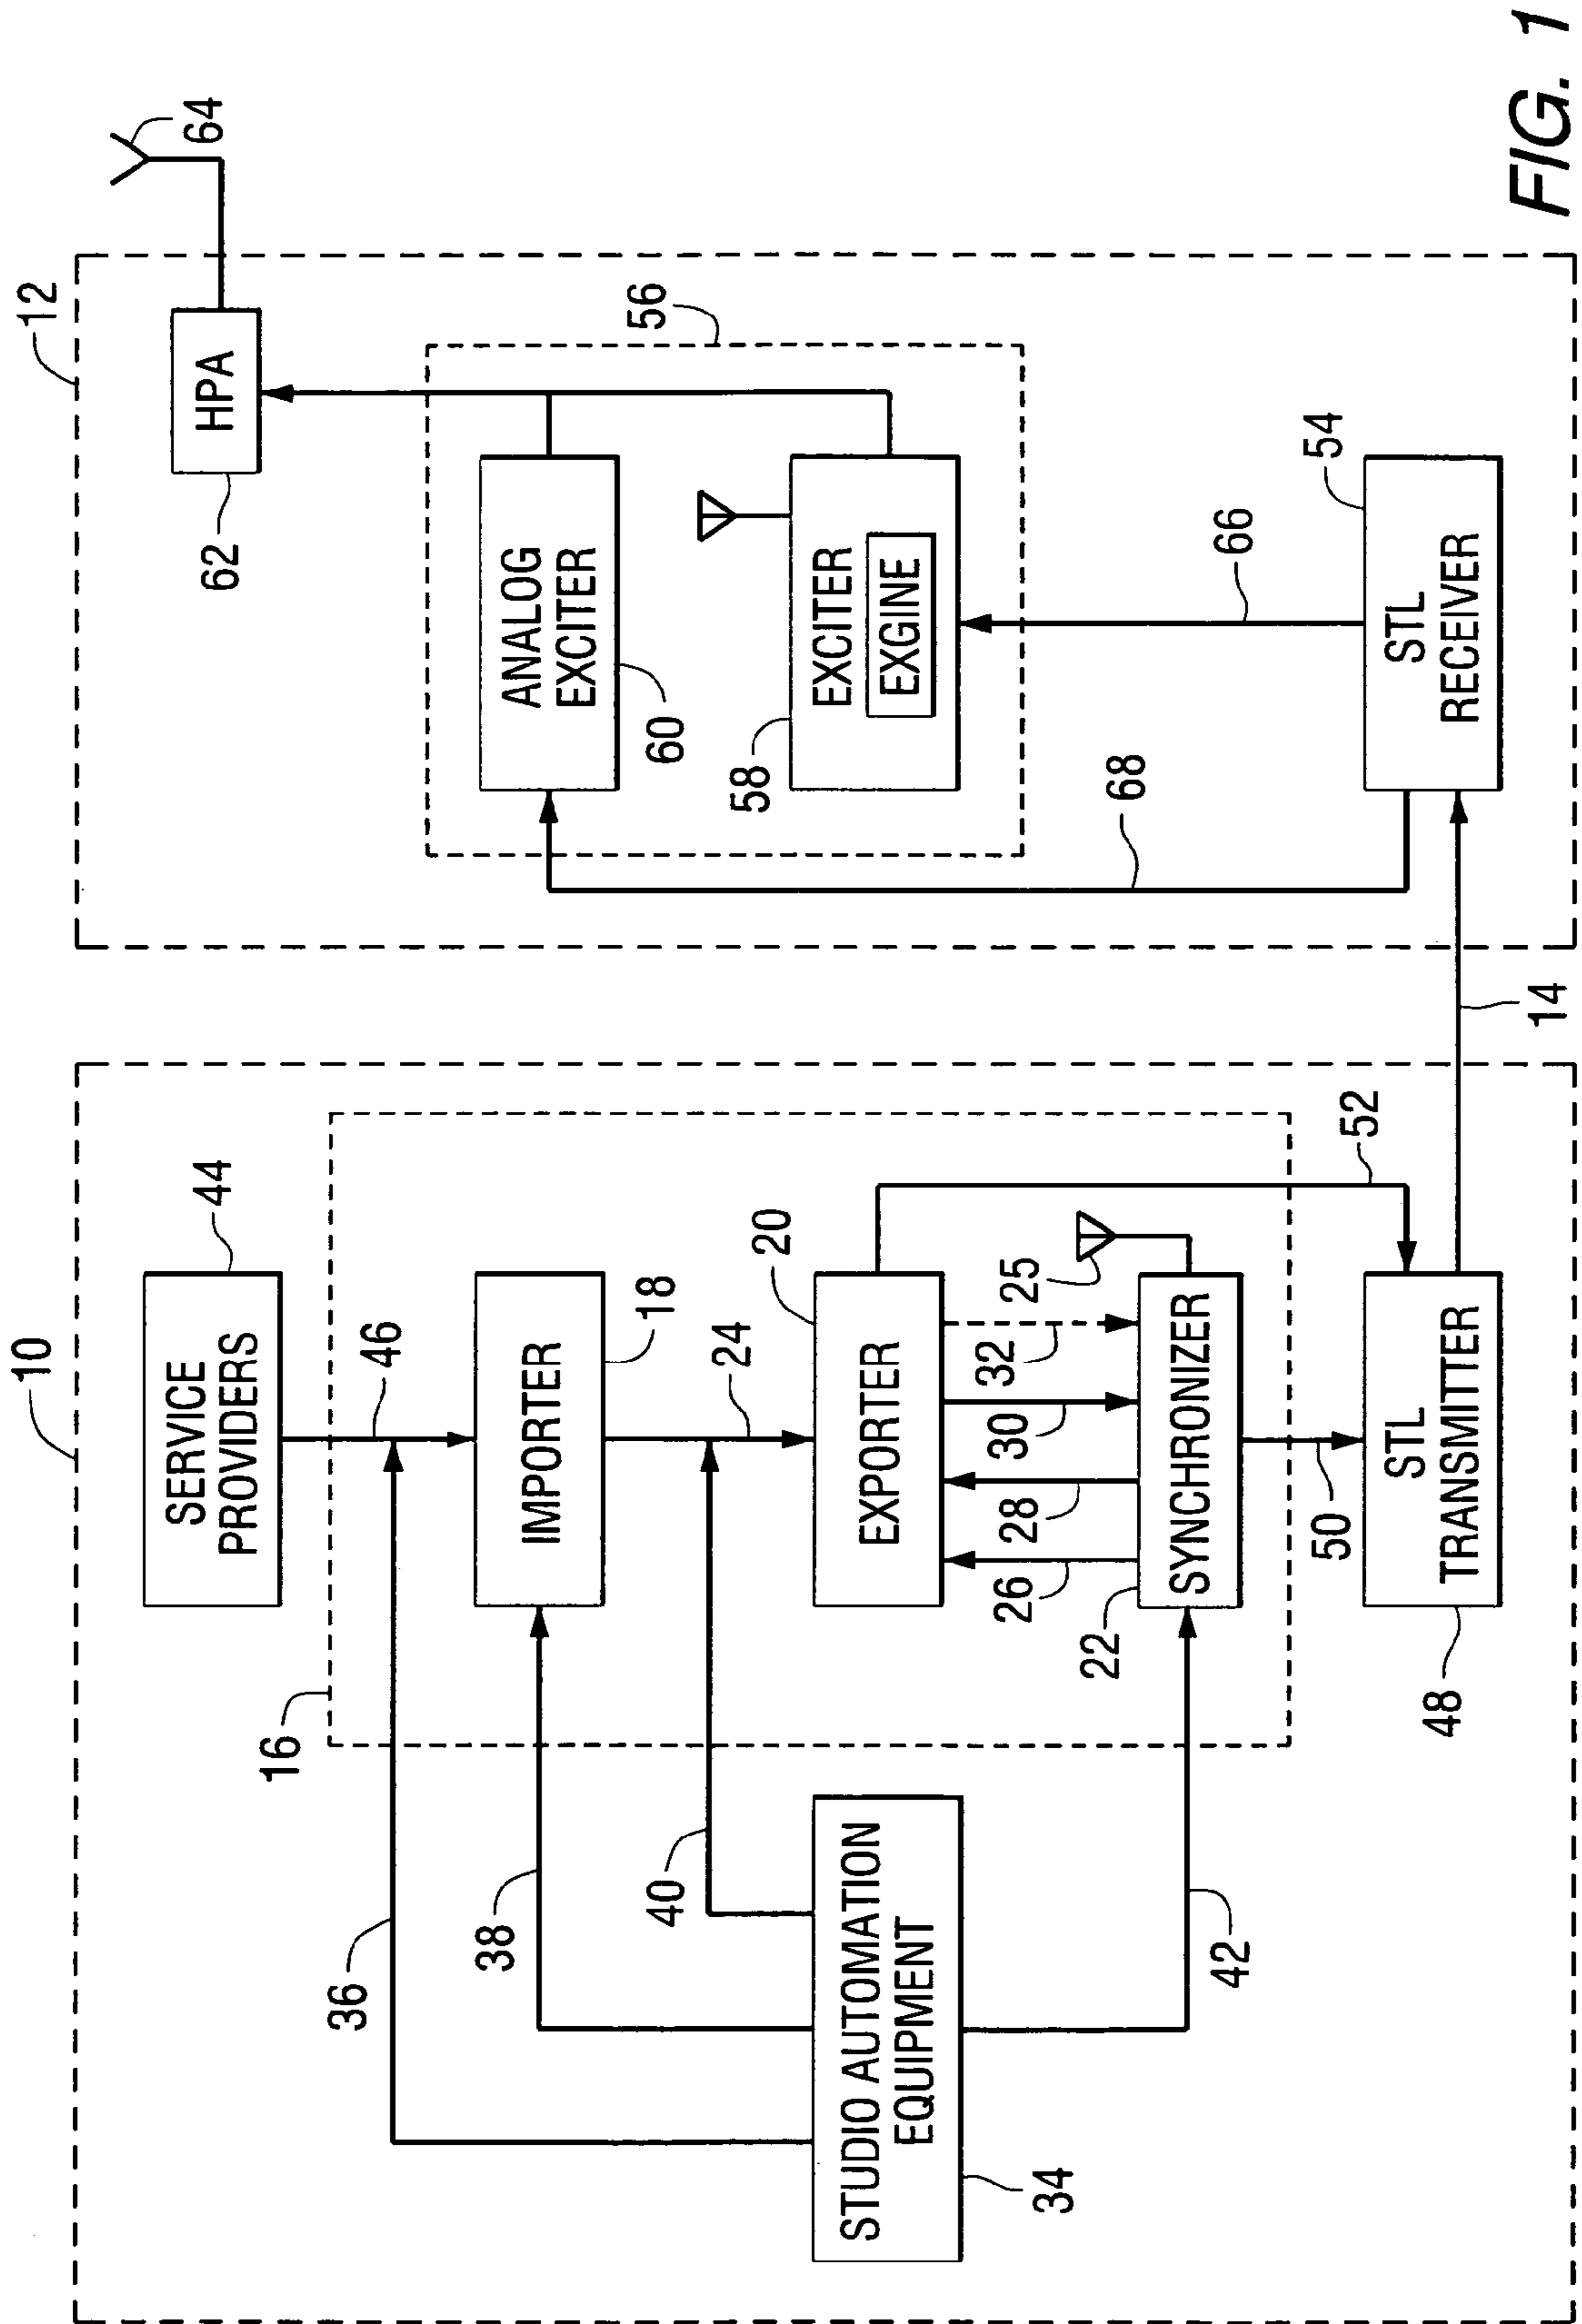 10
12
14
16
SERVICE
PROVIDERS
44
46
36
IMPORTER
18
38
24
40
EXPORTER
20
STUDIO AUTOMATION
EQUIPMENT
34
26
28
30
32
25
SYNCHRONIZER
22
42
50
52
STL
TRANSMITTER
48
HPA
62
64
56
ANALOG
EXCITER
60
EXCITER
EXGINE
58
66
68
STL
RECEIVER
54
FIG. 1